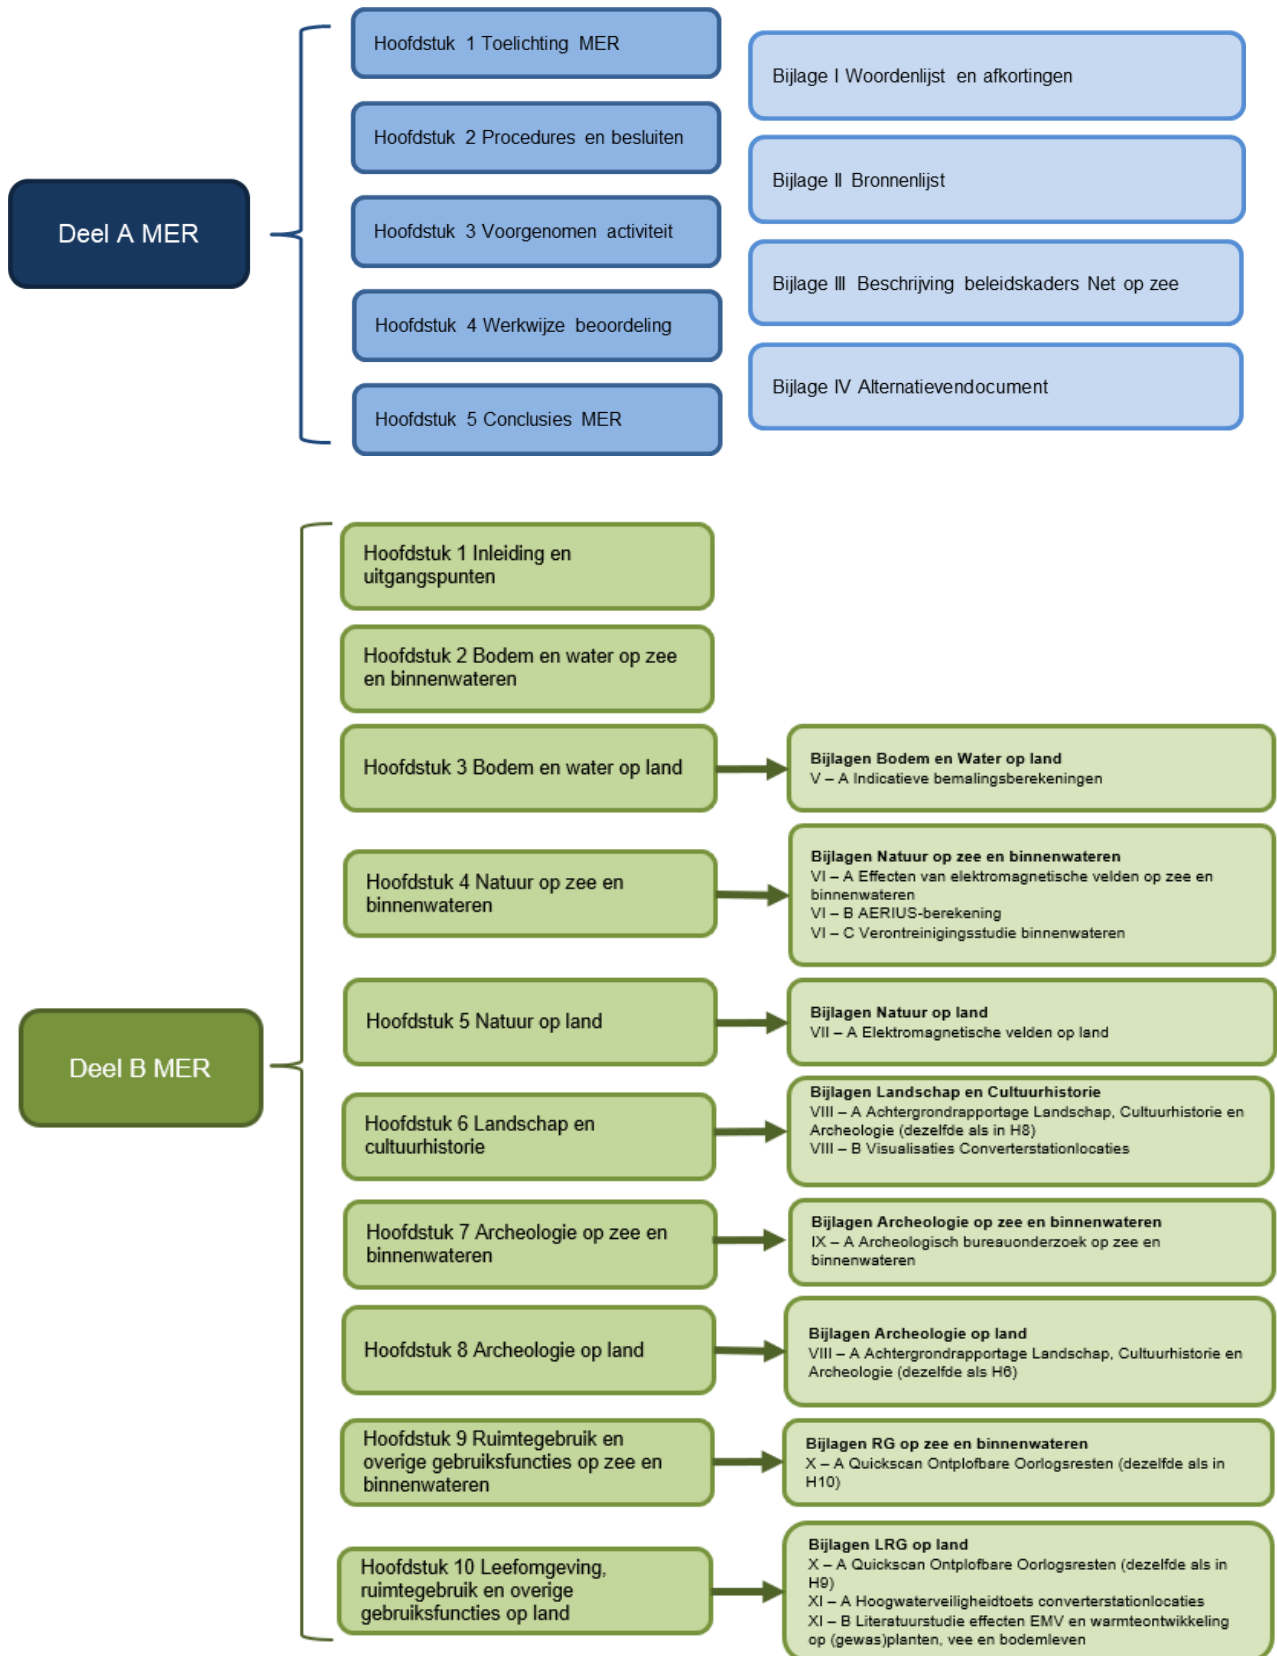 Deel A MER
Hoofdstuk 1 Toelichting MER
Hoofdstuk 2 Procedures en besluiten
Hoofdstuk 3 Voorgenomen activiteit
Hoofdstuk 4 Werkwijze beoordeling
Hoofdstuk 5 Conclusies MER
Bijlage I Woordenlijst en afkortingen
Bijlage II Bronnenlijst
Bijlage III Beschrijving beleidskaders Net op zee
Bijlage IV Alternatievendocument
Deel B MER
Hoofdstuk 1 Inleiding en
uitgangspunten
Hoofdstuk 2 Bodem en water op zee
en binnenwateren
Hoofdstuk 3 Bodem en water op land
Bijlagen Bodem en Water op land
V – A Indicatieve bemalingsberekeningen
Hoofdstuk 4 Natuur op zee en
binnenwateren
Bijlagen Natuur op zee en binnenwateren
VI – A Effecten van elektromagnetische velden op zee en
binnenwateren
VI – B AERIUS-berekening
VI – C Verontreinigingsstudie binnenwateren
Hoofdstuk 5 Natuur op land
Bijlagen Natuur op land
VII – A Elektromagnetische velden op land
Hoofdstuk 6 Landschap en
cultuurhistorie
Bijlagen Landschap en Cultuurhistorie
VIII – A Achtergrondrapportage Landschap, Cultuurhistorie en
Archeologie (dezelfde als in H8)
VIII – B Visualisaties Converterstationlocaties
Hoofdstuk 7 Archeologie op zee en
binnenwateren
Bijlagen Archeologie op zee en binnenwateren
IX – A Archeologisch bureauonderzoek op zee en
binnenwateren
Hoofdstuk 8 Archeologie op land
Bijlagen Archeologie op land
VIII – A Achtergrondrapportage Landschap, Cultuurhistorie en
Archeologie (dezelfde als H6)
Hoofdstuk 9 Ruimtegebruik en
overige gebruiksfuncties op zee en
binnenwateren
Bijlagen RG op zee en binnenwateren
X – A Quickscan Ontplofbare Oorlogsresten (dezelfde als in
H10)
Hoofdstuk 10 Leefomgeving,
ruimtegebruik en overige
gebruiksfuncties op land
Bijlagen LRG op land
X – A Quickscan Ontplofbare Oorlogsresten (dezelfde als in
H9)
XI – A Hoogwaterveiligheidtoets converterstationlocaties
XI – B Literatuurstudie effecten EMV en warmteontwikkeling
op (gewas)planten, vee en bodemleven